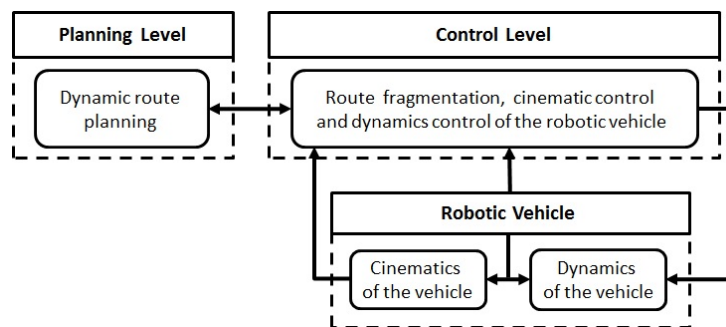 Planning Level
Control Level
Dynamic route
planning
Route fragmentation, cinematic control
and dynamics control of the robotic vehicle
Robotic Vehicle
Cinematics
of the vehicle
Dynamics
of the vehicle